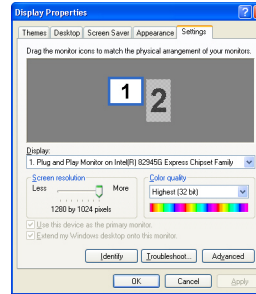 Display Properties
Themes Desktop Screen Saver Appearance Settings
Drag the monitor icons to match the physical arrangement of your monitors.
1 2
Display:
1. Plug and Play Monitor on Intel(R) 82945G Express Chipset Family
Screen resolution
Less More
1280 by 1024 pixels
Color quality
Highest (32 bit)
Use this device as the primary monitor.
Extend my Windows desktop onto this monitor.
Identify Troubleshoot... Advanced
OK Cancel Apply